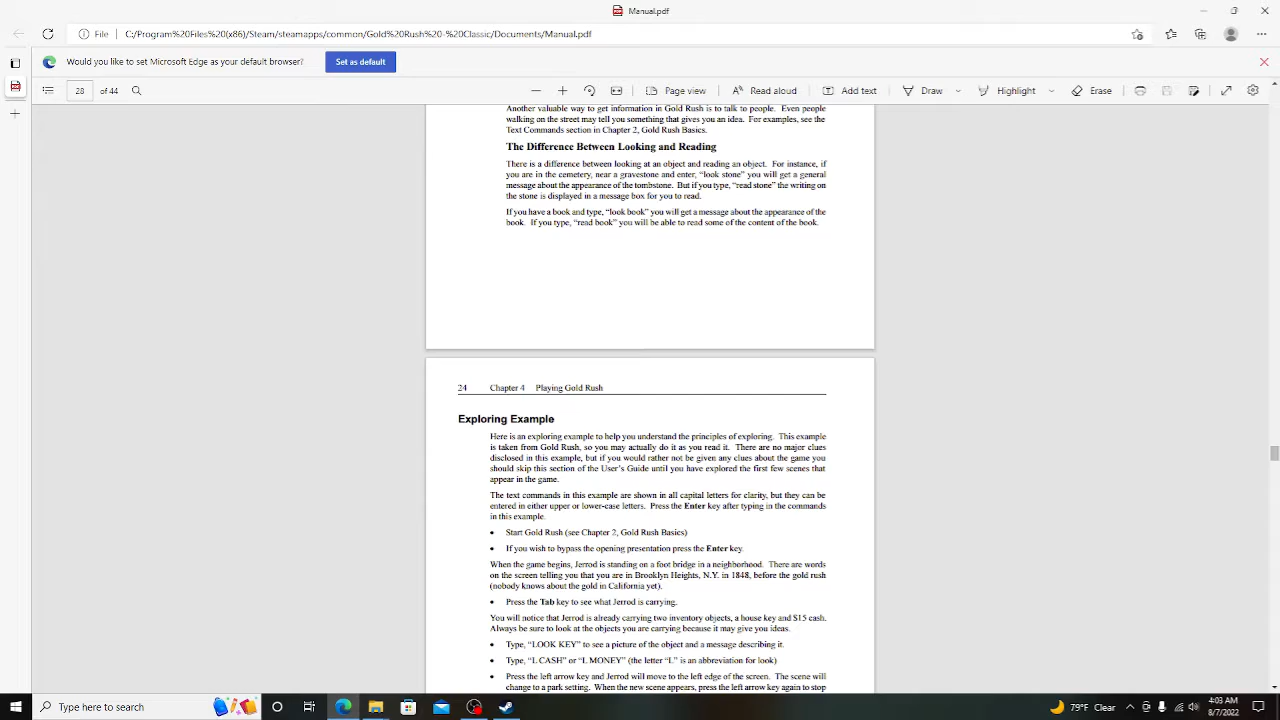 Manual.pdf
File C:/Program%20Files%20(x86)/Steam/steamapps/common/Gold%20Rush%20-%20Classic/Documents/Manual.pdf
Would you like to set Microsoft Edge as your default browser? Set as default
28 of 44 Page view Read aloud Add text Draw Highlight Erase
Another valuable way to get information in Gold Rush is to talk to people. Even people
walking on the street may tell you something that gives you an idea. For examples, see the
Text Commands section in Chapter 2, Gold Rush Basics.
The Difference Between Looking and Reading
There is a difference between looking at an object and reading an object. For instance, if
you are in the cemetery, near a gravestone and enter, “look stone” you will get a general
message about the appearance of the tombstone. But if you type, “read stone” the writing on
the stone is displayed in a message box for you to read.
If you have a book and type, “look book” you will get a message about the appearance of the
book. If you type, “read book” you will be able to read some of the content of the book.
24 Chapter 4 Playing Gold Rush
Exploring Example
Here is an exploring example to help you understand the principles of exploring. This example
is taken from Gold Rush, so you may actually do it as you read it. There are no major clues
disclosed in this example, but if you would rather not be given any clues about the game you
should skip this section of the User's Guide until you have explored the first few scenes that
appear in the game.
The text commands in this example are shown in all capital letters for clarity, but they can be
entered in either upper or lower-case letters. Press the Enter key after typing in the commands
in this example.
• Start Gold Rush (see Chapter 2, Gold Rush Basics)
• If you wish to bypass the opening presentation press the Enter key.
When the game begins, Jerrod is standing on a foot bridge in a neighborhood. There are words
on the screen telling you that you are in Brooklyn Heights, N.Y. in 1848, before the gold rush
(nobody knows about the gold in California yet).
• Press the Tab key to see what Jerrod is carrying.
You will notice that Jerrod is already carrying two inventory objects, a house key and $15 cash.
Always be sure to look at the objects you are carrying because it may give you ideas.
• Type, “LOOK KEY” to see a picture of the object and a message describing it.
• Type, “L CASH” or “L MONEY” (the letter “L” is an abbreviation for look)
• Press the left arrow key and Jerrod will move to the left edge of the screen. The scene will
change to a park setting. When the new scene appears, press the left arrow key again to stop
Type here to search
79°F Clear
4:03 AM
8/7/2022